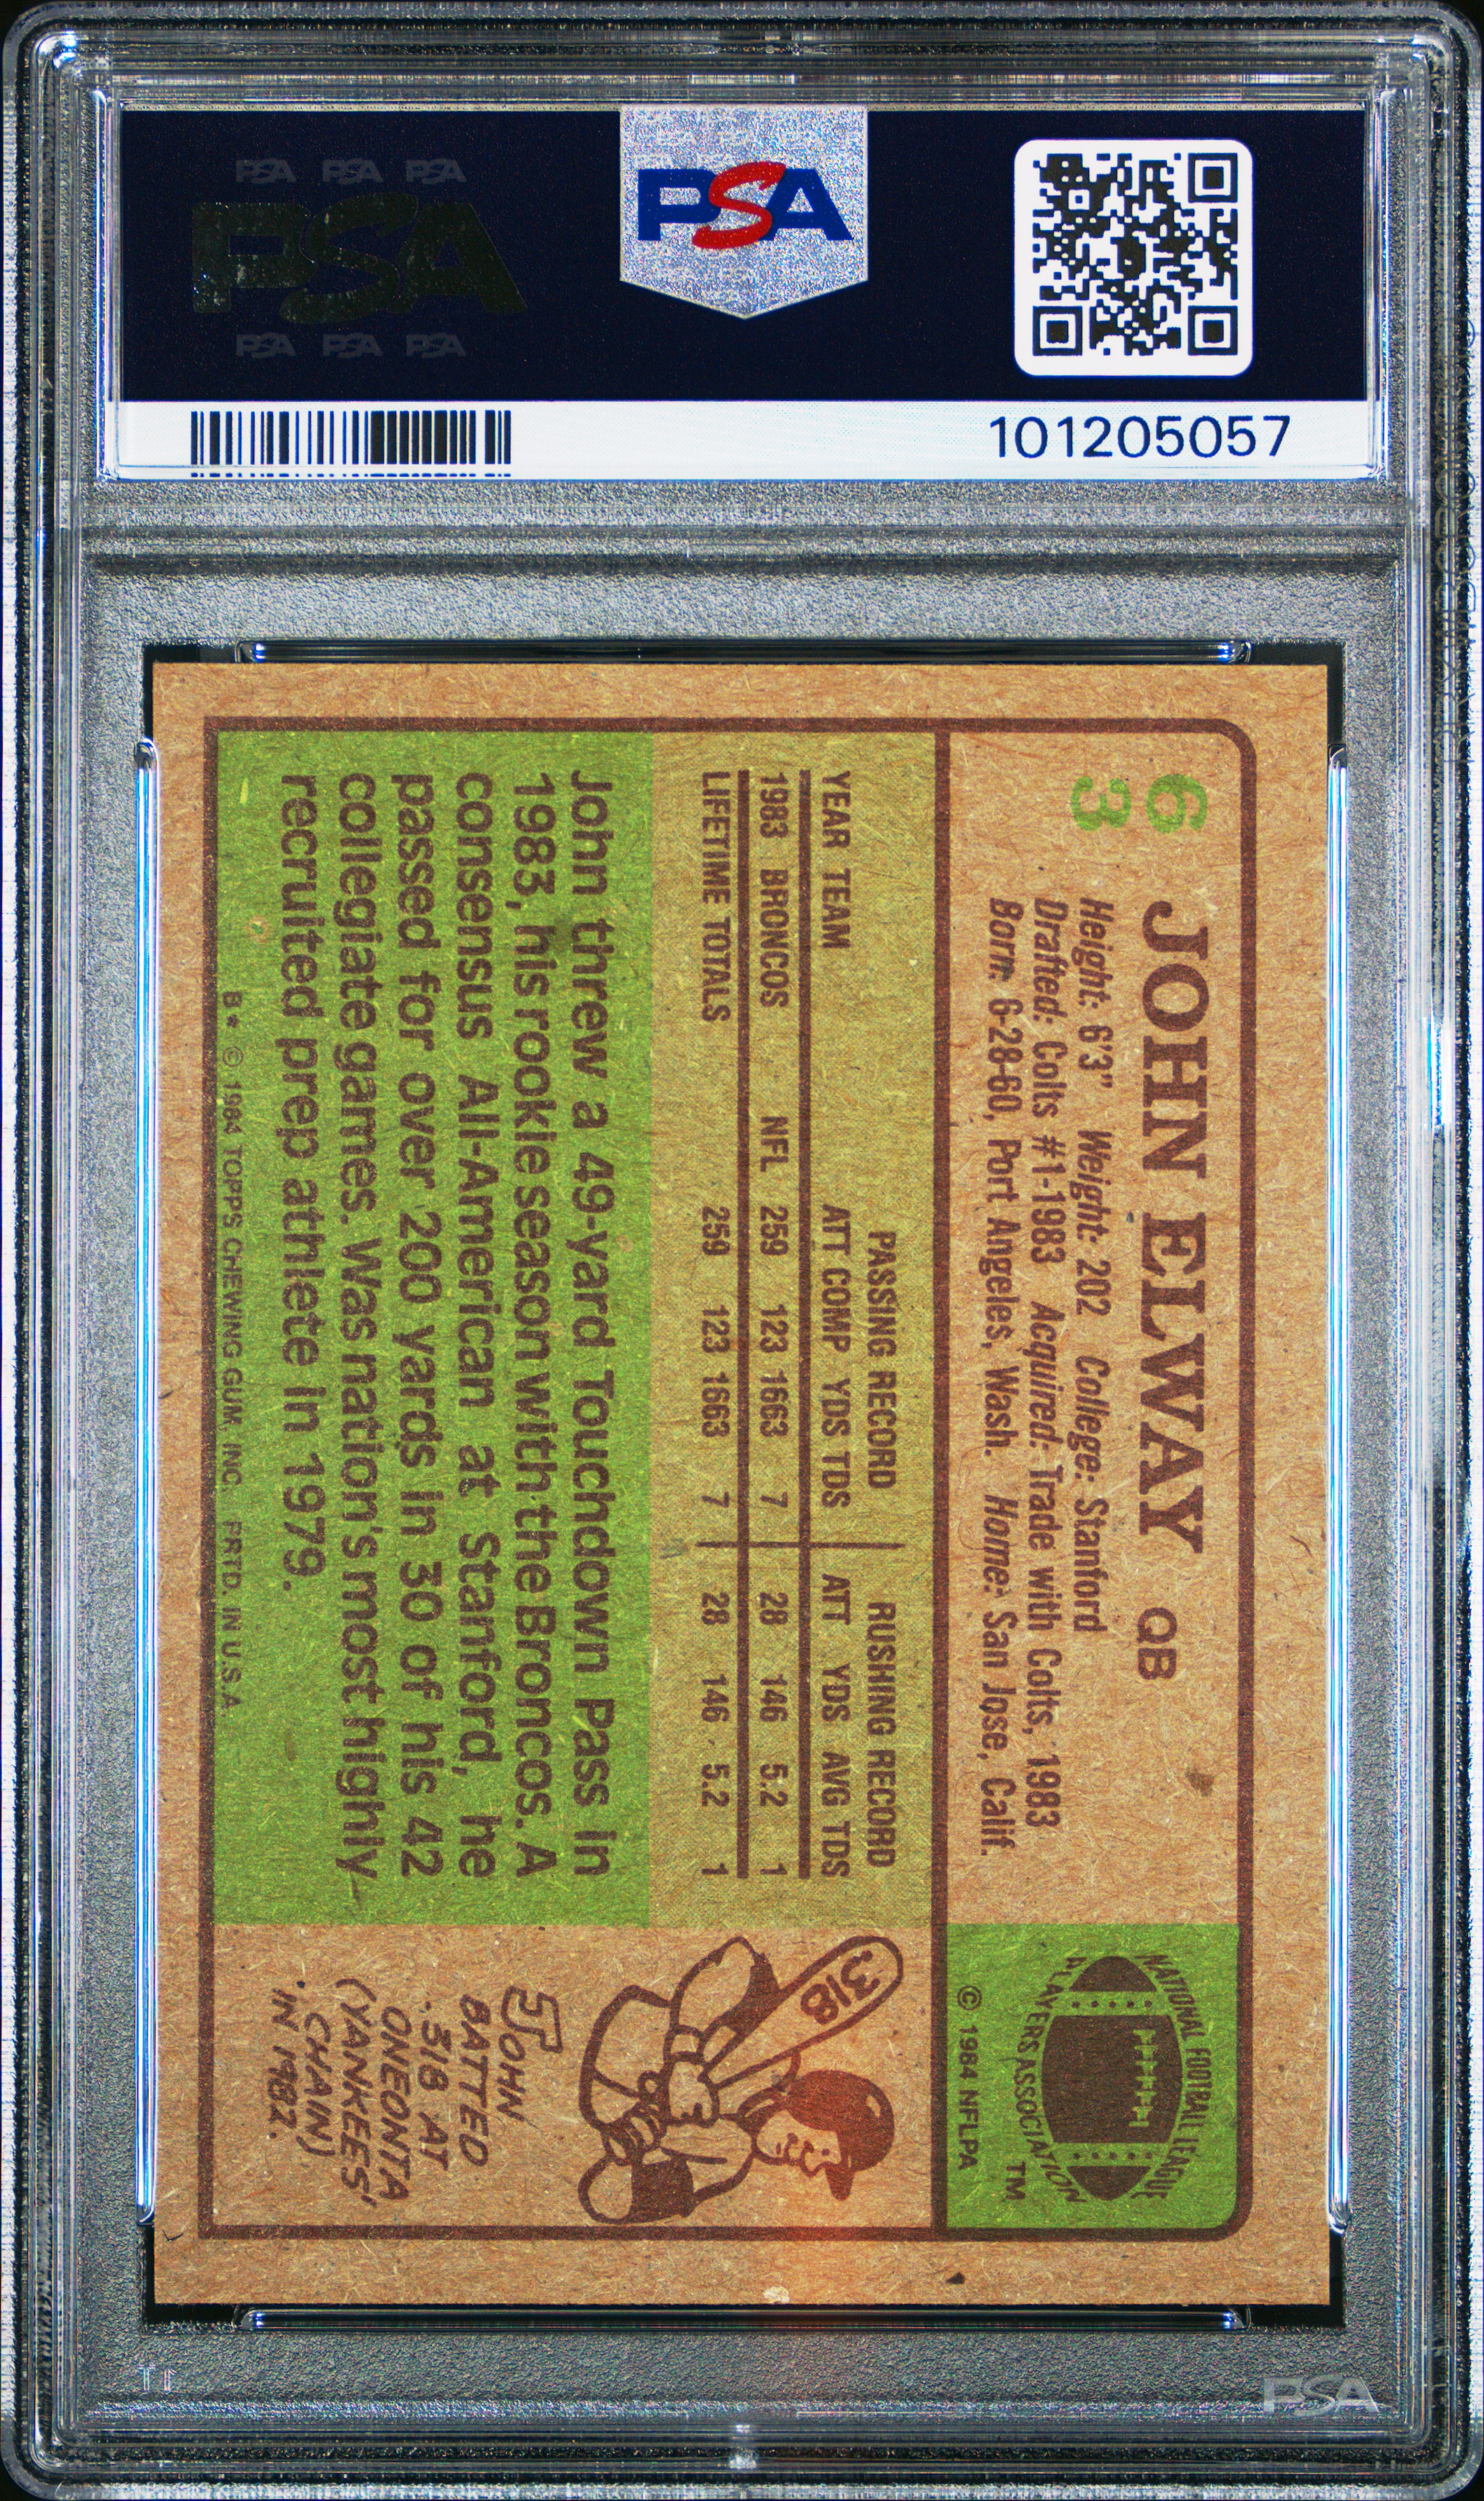 PSA PSA PSA
PSA
PSA PSA PSA
PSA
101205057
63
JOHN ELWAY QB
Height: 6'3" Weight: 202 College: Stanford
Drafted: Colts #1-1983 Acquired: Trade with Colts, 1983
Born: 6-28-60, Port Angeles, Wash. Home: San Jose, Calif.
NATIONAL FOOTBALL LEAGUE
PLAYERS ASSOCIATION
TM
© 1984 NFLPA
PASSING RECORD RUSHING RECORD
YEAR TEAM ATT COMP YDS TDS ATT YDS AVG TDS
1983 BRONCOS NFL 259 123 1663 7 28 146 5.2 1
LIFETIME TOTALS 259 123 1663 7 28 146 5.2 1
John threw a 49-yard Touchdown Pass in
1983, his rookie season with the Broncos. A
consensus All-American at Stanford, he
passed for over 200 yards in 30 of his 42
collegiate games. Was nation's most highly
recruited prep athlete in 1979.
B* © 1984 TOPPS CHEWING GUM, INC. PRTD. IN U.S.A.
.318
JOHN
BATTED
.318 AT
ONEONTA
(YANKEES'
CHAIN)
IN 1982.
PSA